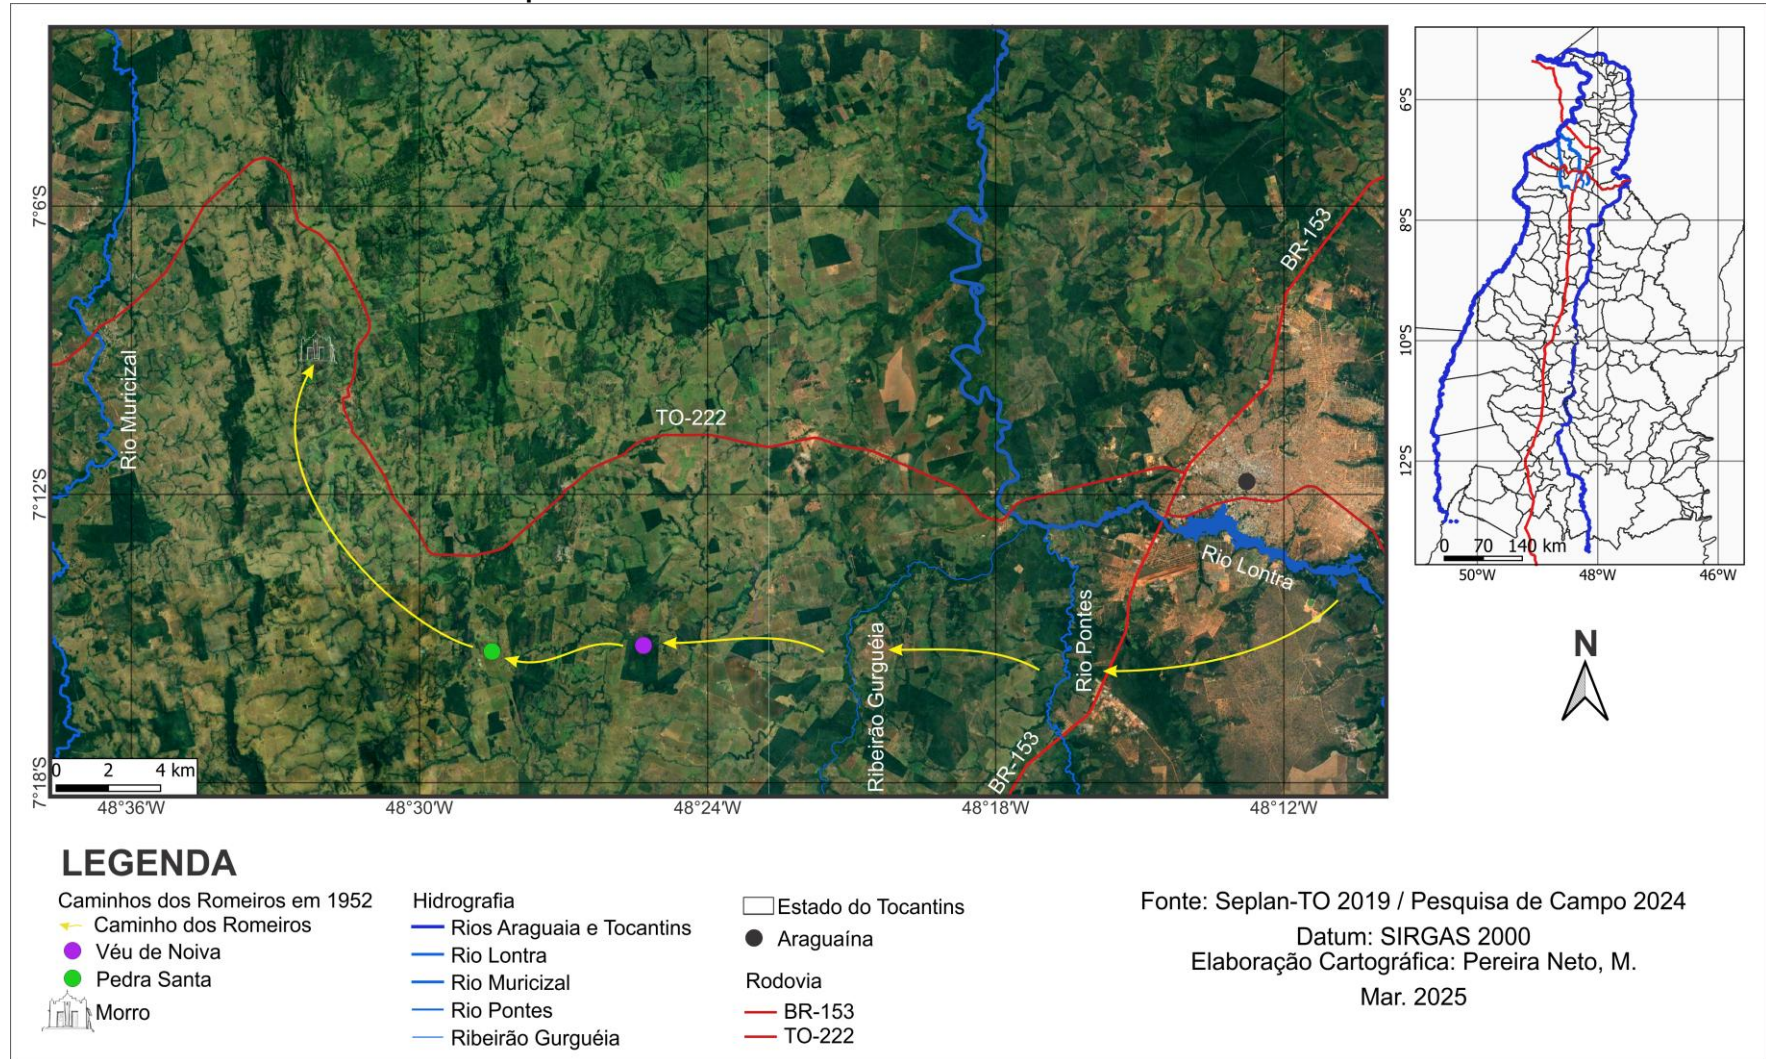 7°6'S
7°12'S
7°18'S
Rio Muricizal
TO-222
BR-153
Rio Lontra
Rio Pontes
Ribeirão Gurguéia
BR-153
0 2 4 km
48°36'W 48°30'W 48°24'W 48°18'W 48°12'W
6°S
8°S
10°S
12°S
0 70 140 km
50°W 48°W 46°W
N
LEGENDA
Caminhos dos Romeiros em 1952
Caminho dos Romeiros
Véu de Noiva
Pedra Santa
Morro
Hidrografia
Rios Araguaia e Tocantins
Rio Lontra
Rio Muricizal
Rio Pontes
Ribeirão Gurguéia
Estado do Tocantins
Araguaína
Rodovia
BR-153
TO-222
Fonte: Seplan-TO 2019 / Pesquisa de Campo 2024
Datum: SIRGAS 2000
Elaboração Cartográfica: Pereira Neto, M.
Mar. 2025